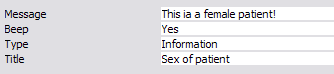 Message This ia a female patient!
Beep Yes
Type Information
Title Sex of patient